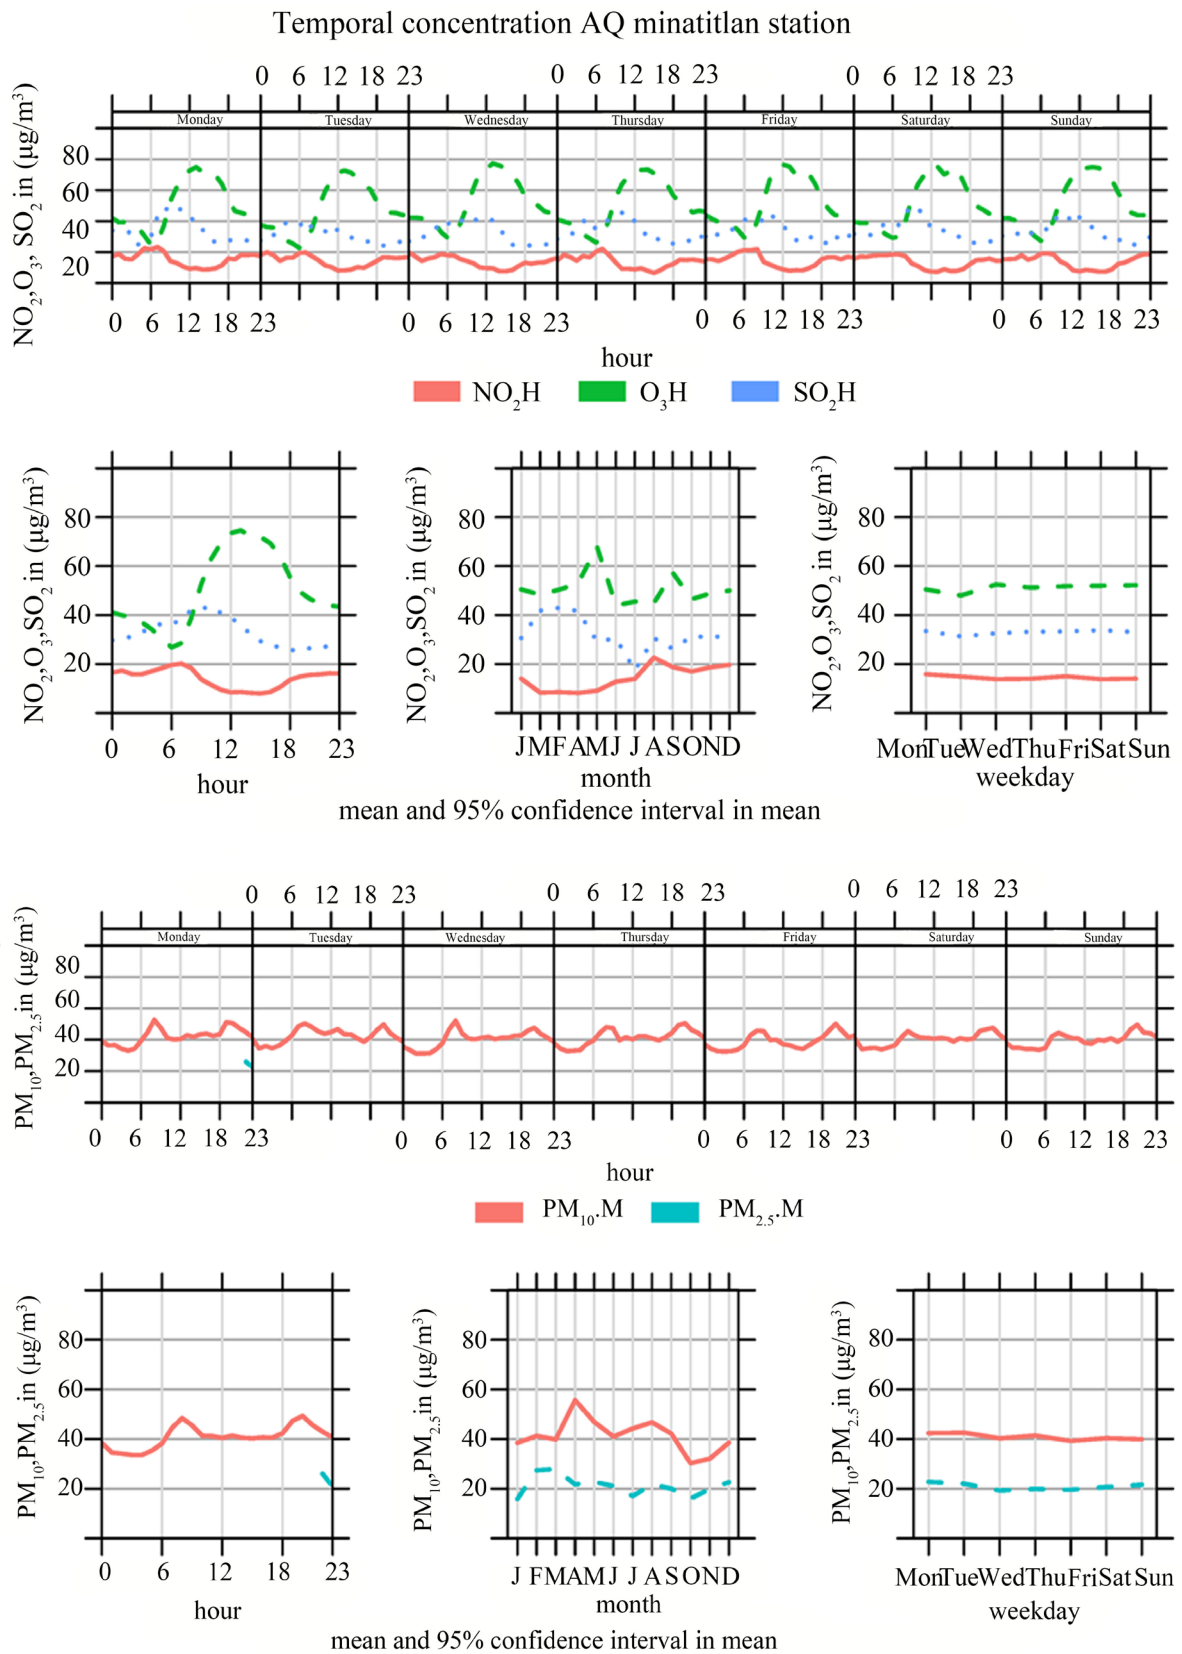 Temporal concentration AQ minatitlan station
0 6 12 18 23 0 6 12 18 23 0 6 12 18 23
Monday Tuesday Wednesday Thursday Friday Saturday Sunday
NO2,O3, SO2 in (µg/m³)
80
60
40
20
0 6 12 18 23 0 6 12 18 23 0 6 12 18 23 0 6 12 18 23
hour
NO2H O3H SO2H
NO2,O3,SO2 in (µg/m³)
80
60
40
20
0 6 12 18 23
hour
NO2,O3,SO2 in (µg/m³)
80
60
40
20
J M F A M J J A S O N D
month
NO2,O3,SO2 in (µg/m³)
80
60
40
20
Mon Tue Wed Thu Fri Sat Sun
weekday
mean and 95% confidence interval in mean
0 6 12 18 23 0 6 12 18 23 0 6 12 18 23
Monday Tuesday Wednesday Thursday Friday Saturday Sunday
PM10,PM2.5in (µg/m³)
80
60
40
20
0 6 12 18 23 0 6 12 18 23 0 6 12 18 23 0 6 12 18 23
hour
PM10.M PM2.5.M
PM10,PM2.5in (µg/m³)
80
60
40
20
0 6 12 18 23
hour
PM10,PM2.5in (µg/m³)
80
60
40
20
J F M A M J J A S O N D
month
PM10,PM2.5in (µg/m³)
80
60
40
20
Mon Tue Wed Thu Fri Sat Sun
weekday
mean and 95% confidence interval in mean